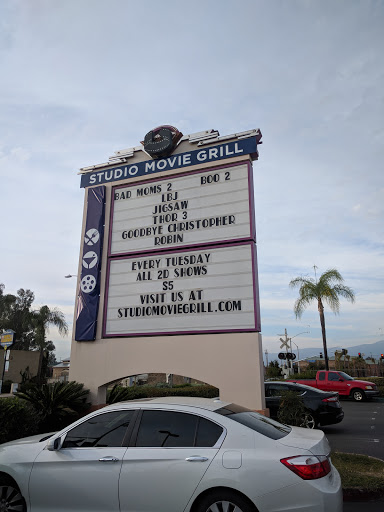 STUDIO MOVIE GRILL
BAD MOMS 2 BOO 2
LBJ
JIGSAW
THOR 3
GOODBYE CHRISTOPHER
ROBIN
EVERY TUESDAY
ALL 2D SHOWS
$5
VISIT US AT
STUDIOMOVIEGRILL.COM